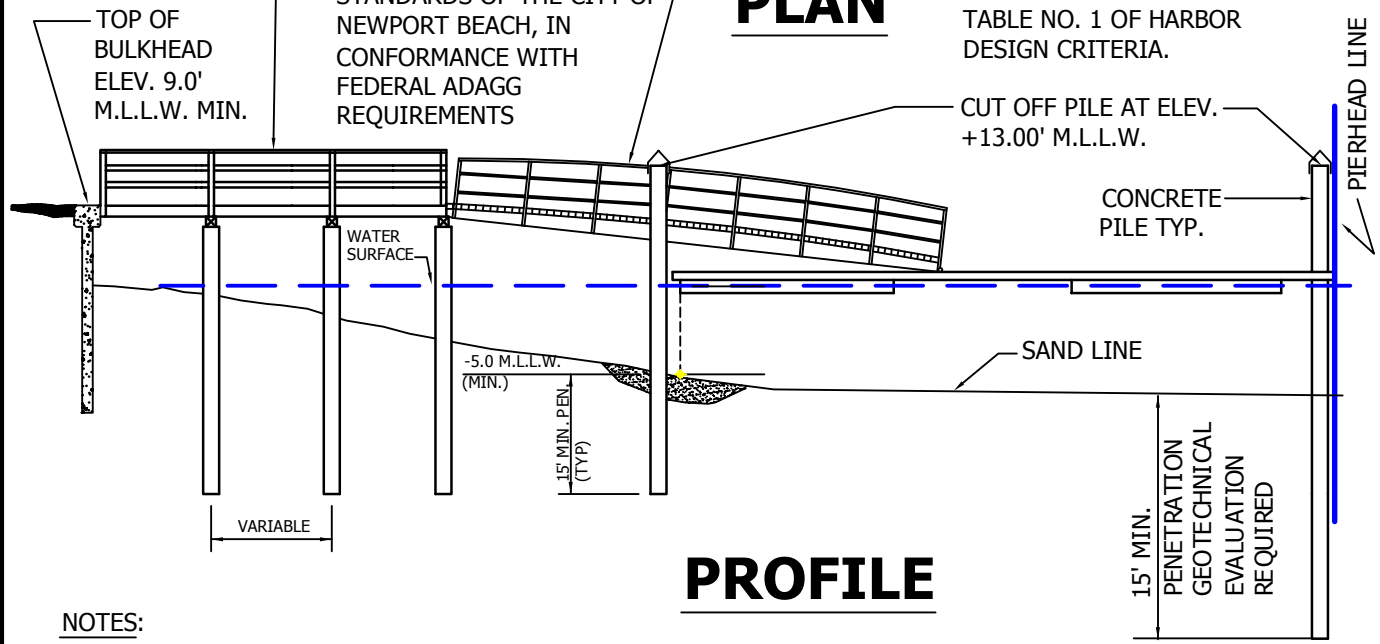 STANDARDS OF THE CITY OF
NEWPORT BEACH, IN
CONFORMANCE WITH
FEDERAL ADAGG
REQUIREMENTS
PLAN
TABLE NO. 1 OF HARBOR
DESIGN CRITERIA.
TOP OF
BULKHEAD
ELEV. 9.0'
M.L.L.W. MIN.
CUT OFF PILE AT ELEV.
+13.00' M.L.L.W.
PIERHEAD LINE
CONCRETE
PILE TYP.
WATER
SURFACE
SAND LINE
-5.0 M.L.L.W.
(MIN.)
15' MIN. PEN.
(TYP)
VARIABLE
15' MIN.
PENETRATION
GEOTECHNICAL
EVALUATION
REQUIRED
PROFILE
NOTES: